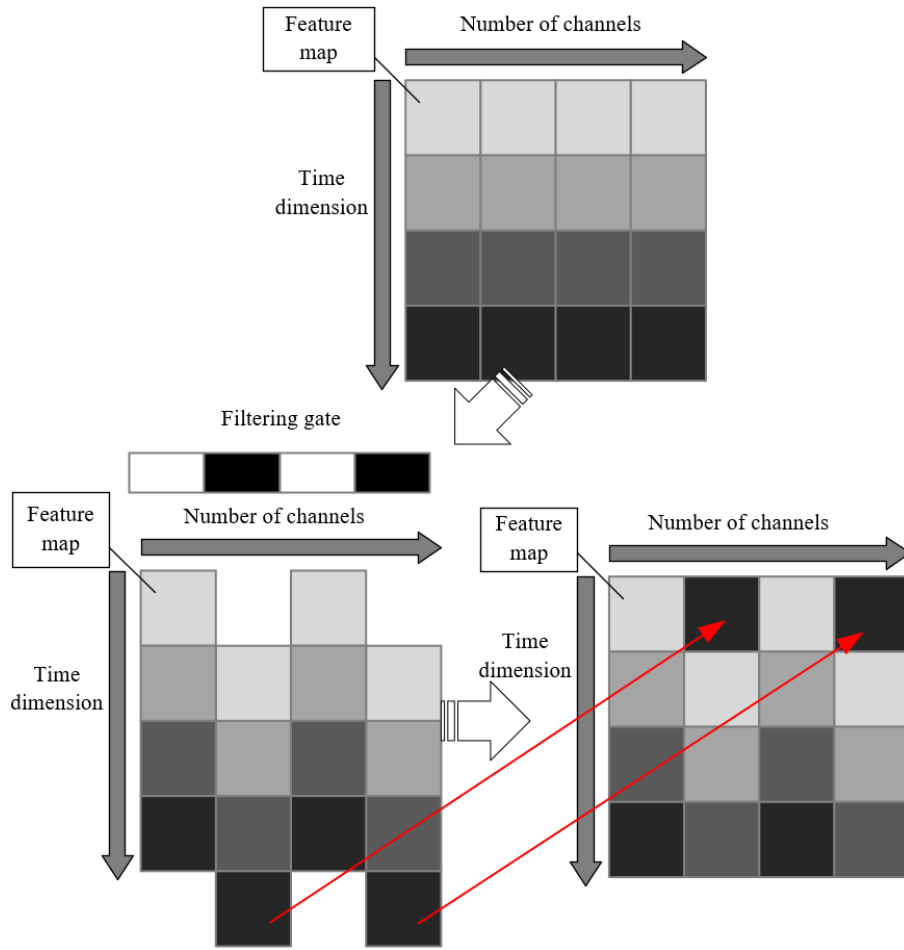 Feature
map
Number of channels
Time
dimension
Filtering gate
Feature
map
Number of channels
Time
dimension
Feature
map
Number of channels
Time
dimension